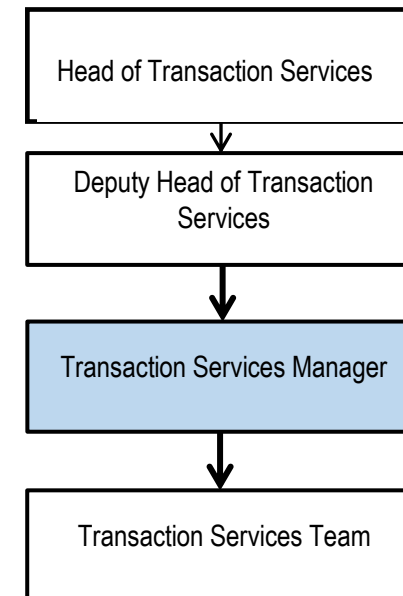 Head of Transaction Services
Deputy Head of Transaction
Services
Transaction Services Manager
Transaction Services Team